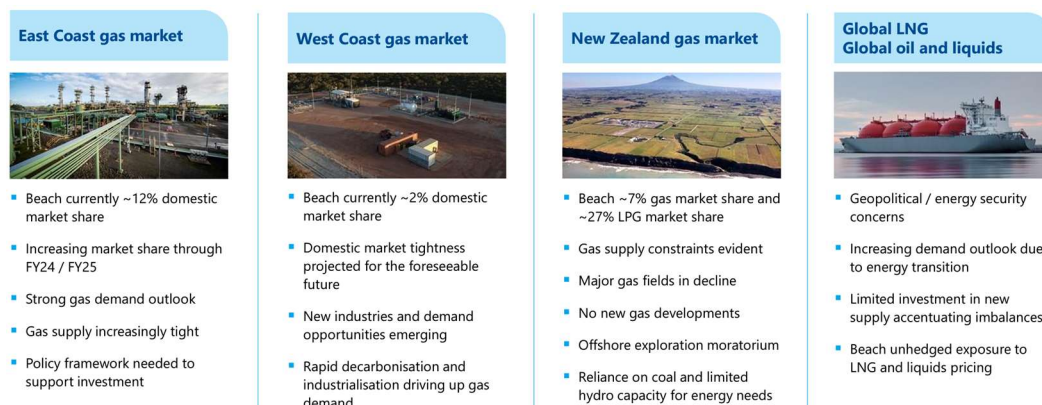 East Coast gas market
Beach currently ~12% domestic
market share
Increasing market share through
FY24 / FY25
Strong gas demand outlook
Gas supply increasingly tight
Policy framework needed to
support investment
West Coast gas market
Beach currently ~2% domestic
market share
Domestic market tightness
projected for the foreseeable
future
New industries and demand
opportunities emerging
Rapid decarbonisation and
industrialisation driving up gas
demand
New Zealand gas market
Beach ~7% gas market share and
~27% LPG market share
Gas supply constraints evident
Major gas fields in decline
No new gas developments
Offshore exploration moratorium
Reliance on coal and limited
hydro capacity for energy needs
Global LNG
Global oil and liquids
Geopolitical / energy security
concerns
Increasing demand outlook due
to energy transition
Limited investment in new
supply accentuating imbalances
Beach unhedged exposure to
LNG and liquids pricing